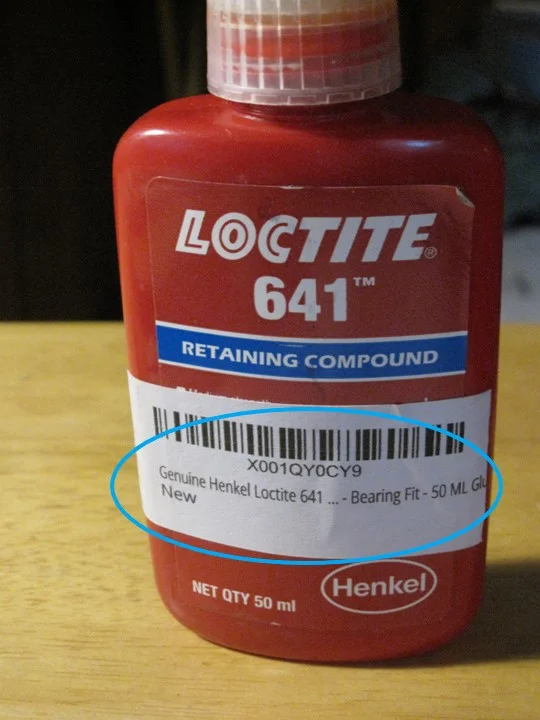 LOCTITE®
641™
RETAINING COMPOUND
X001QY0CY9
Genuine Henkel Loctite 641 ... - Bearing Fit - 50 ML Glu
New
NET QTY 50 ml
Henkel